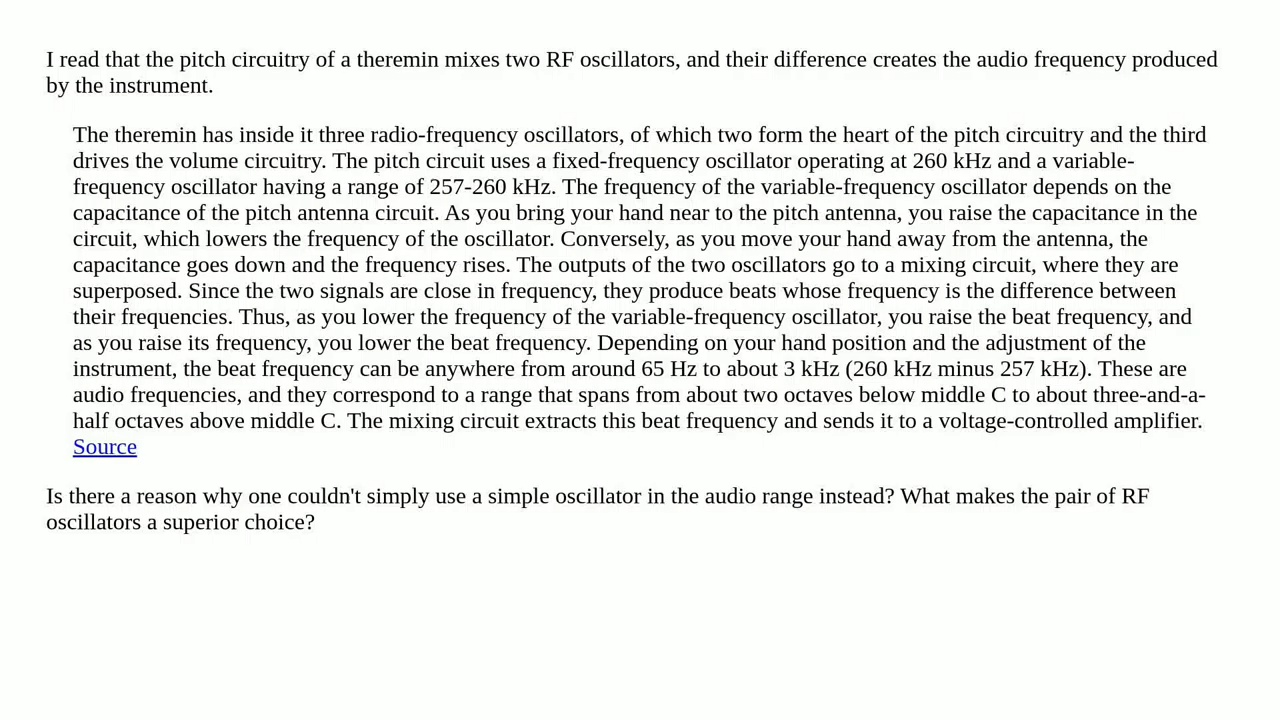 I read that the pitch circuitry of a theremin mixes two RF oscillators, and their difference creates the audio frequency produced
by the instrument.
The theremin has inside it three radio-frequency oscillators, of which two form the heart of the pitch circuitry and the third
drives the volume circuitry. The pitch circuit uses a fixed-frequency oscillator operating at 260 kHz and a variable-
frequency oscillator having a range of 257-260 kHz. The frequency of the variable-frequency oscillator depends on the
capacitance of the pitch antenna circuit. As you bring your hand near to the pitch antenna, you raise the capacitance in the
circuit, which lowers the frequency of the oscillator. Conversely, as you move your hand away from the antenna, the
capacitance goes down and the frequency rises. The outputs of the two oscillators go to a mixing circuit, where they are
superposed. Since the two signals are close in frequency, they produce beats whose frequency is the difference between
their frequencies. Thus, as you lower the frequency of the variable-frequency oscillator, you raise the beat frequency, and
as you raise its frequency, you lower the beat frequency. Depending on your hand position and the adjustment of the
instrument, the beat frequency can be anywhere from around 65 Hz to about 3 kHz (260 kHz minus 257 kHz). These are
audio frequencies, and they correspond to a range that spans from about two octaves below middle C to about three-and-a-
half octaves above middle C. The mixing circuit extracts this beat frequency and sends it to a voltage-controlled amplifier.
Source
Is there a reason why one couldn't simply use a simple oscillator in the audio range instead? What makes the pair of RF
oscillators a superior choice?